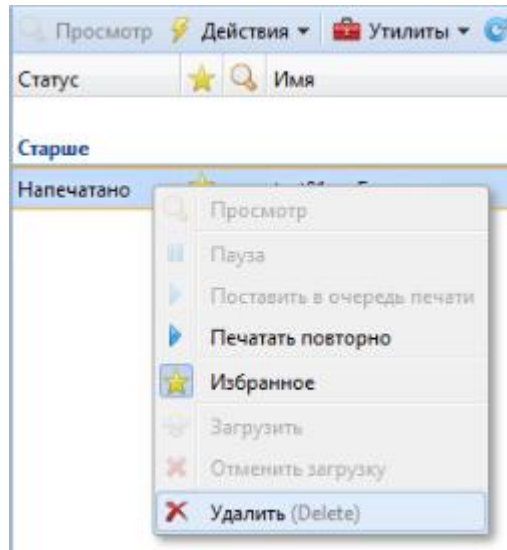 Просмотр Действия Утилиты
Статус Имя
Старше
Напечатано
Просмотр
Пауза
Поставить в очередь печати
Печатать повторно
Избранное
Загрузить
Отменить загрузку
Удалить (Delete)